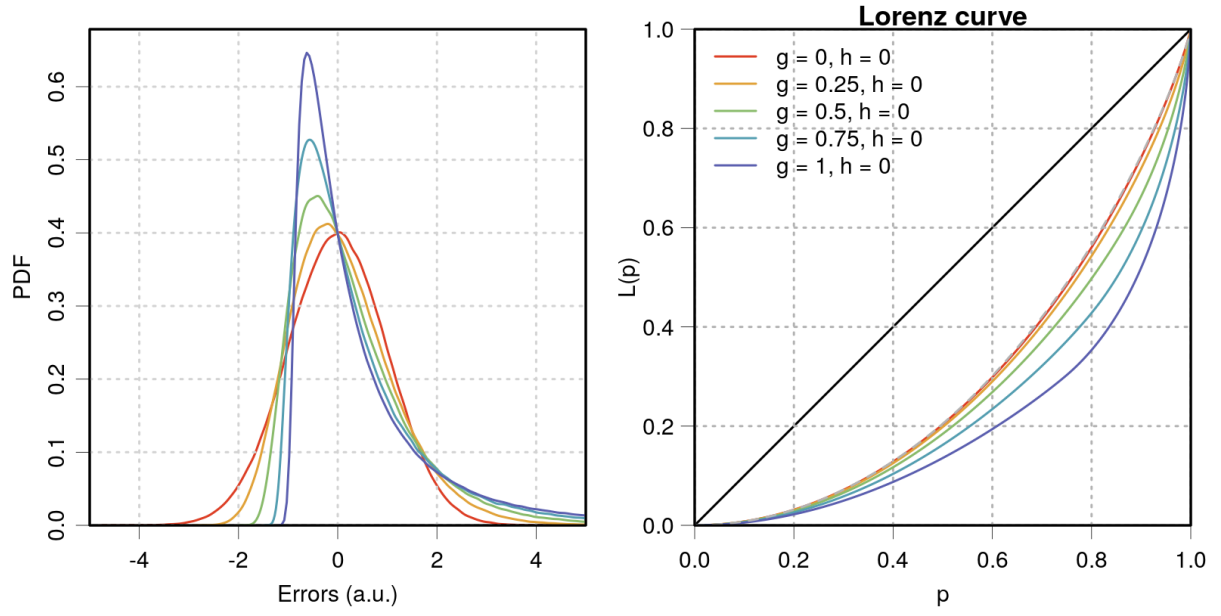 PDF
0.0
0.1
0.2
0.3
0.4
0.5
0.6
-4
-2
0
2
4
Errors (a.u.)
Lorenz curve
g = 0, h = 0
g = 0.25, h = 0
g = 0.5, h = 0
g = 0.75, h = 0
g = 1, h = 0
L(p)
0.0
0.2
0.4
0.6
0.8
1.0
0.0
0.2
0.4
0.6
0.8
1.0
p